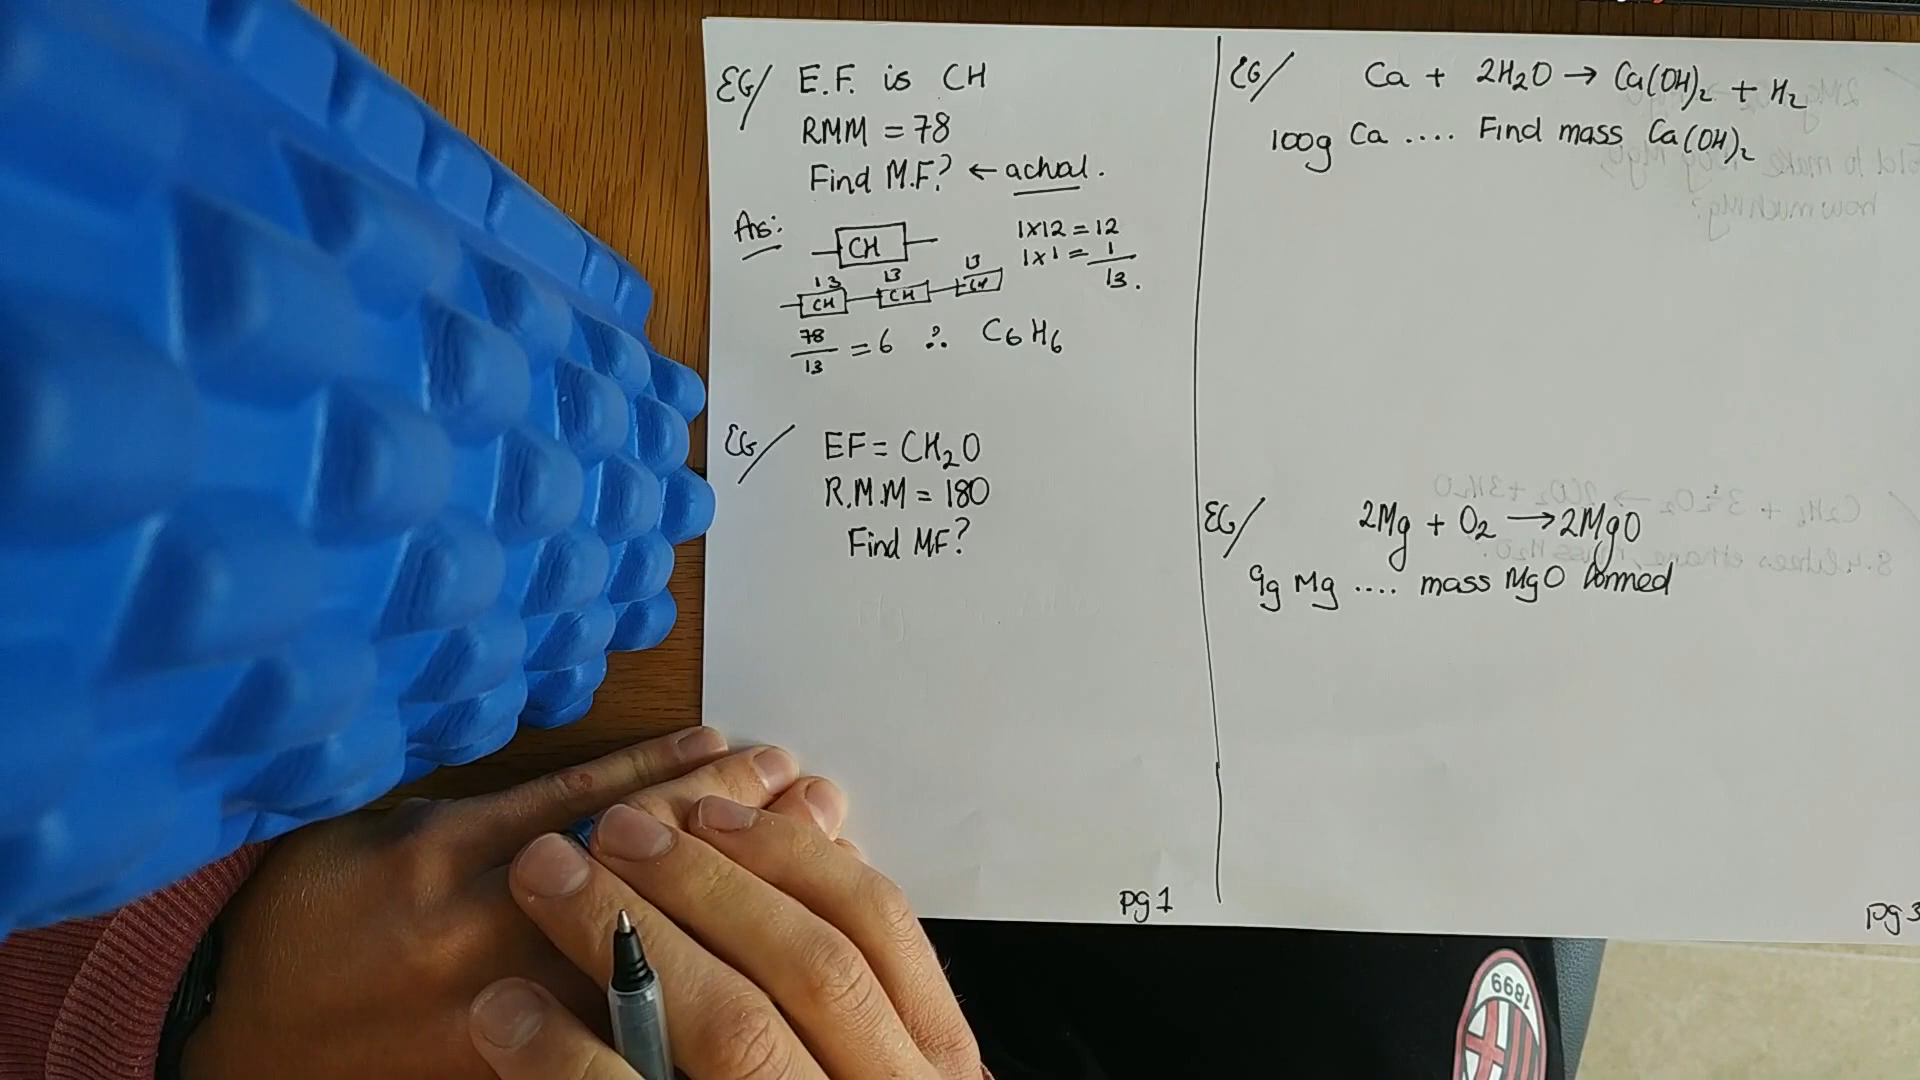 EG/ E.F. is CH
RMM = 78
Find M.F? ← achal.
Ans:
CH
1x12 = 12
1x1 = 1
13.
13 13 13
CH CH CH
78/13 = 6 ∴ C₆H₆
EG/ EF = CH₂O
R.M.M = 180
Find MF?
pg 1
EG/ Ca + 2H₂O → Ca(OH)₂ + H₂
100g Ca .... Find mass Ca(OH)₂
EG/ 2Mg + O₂ → 2MgO
9g Mg .... mass MgO formed
pg 3
1899